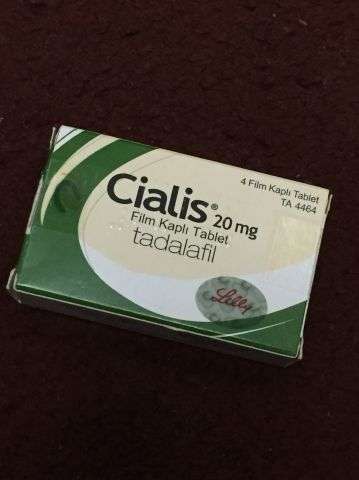 4 Film Kaplı Tablet
TA 4464
Cialis® 20 mg
Film Kaplı Tablet
tadalafil
Lilly